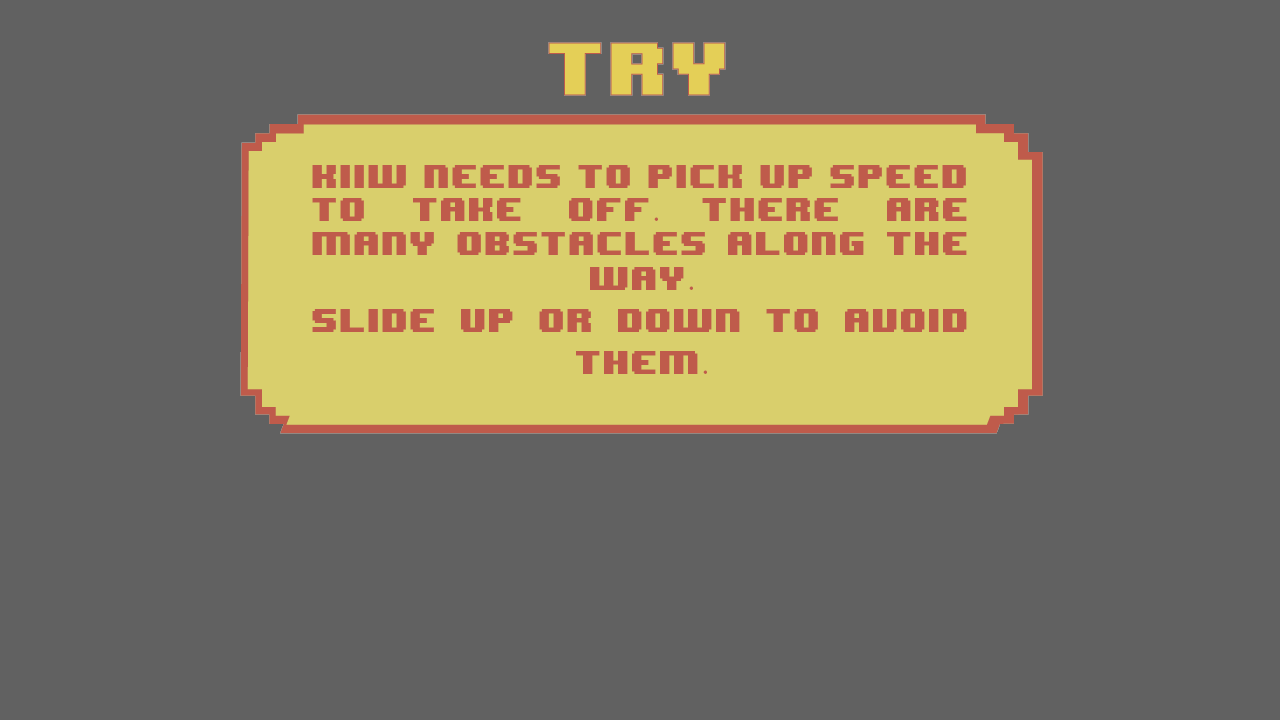 TRY
KIIW NEEDS TO PICK UP SPEED
TO TAKE OFF. THERE ARE
MANY OBSTACLES ALONG THE
WAY.
SLIDE UP OR DOWN TO AVOID
THEM.